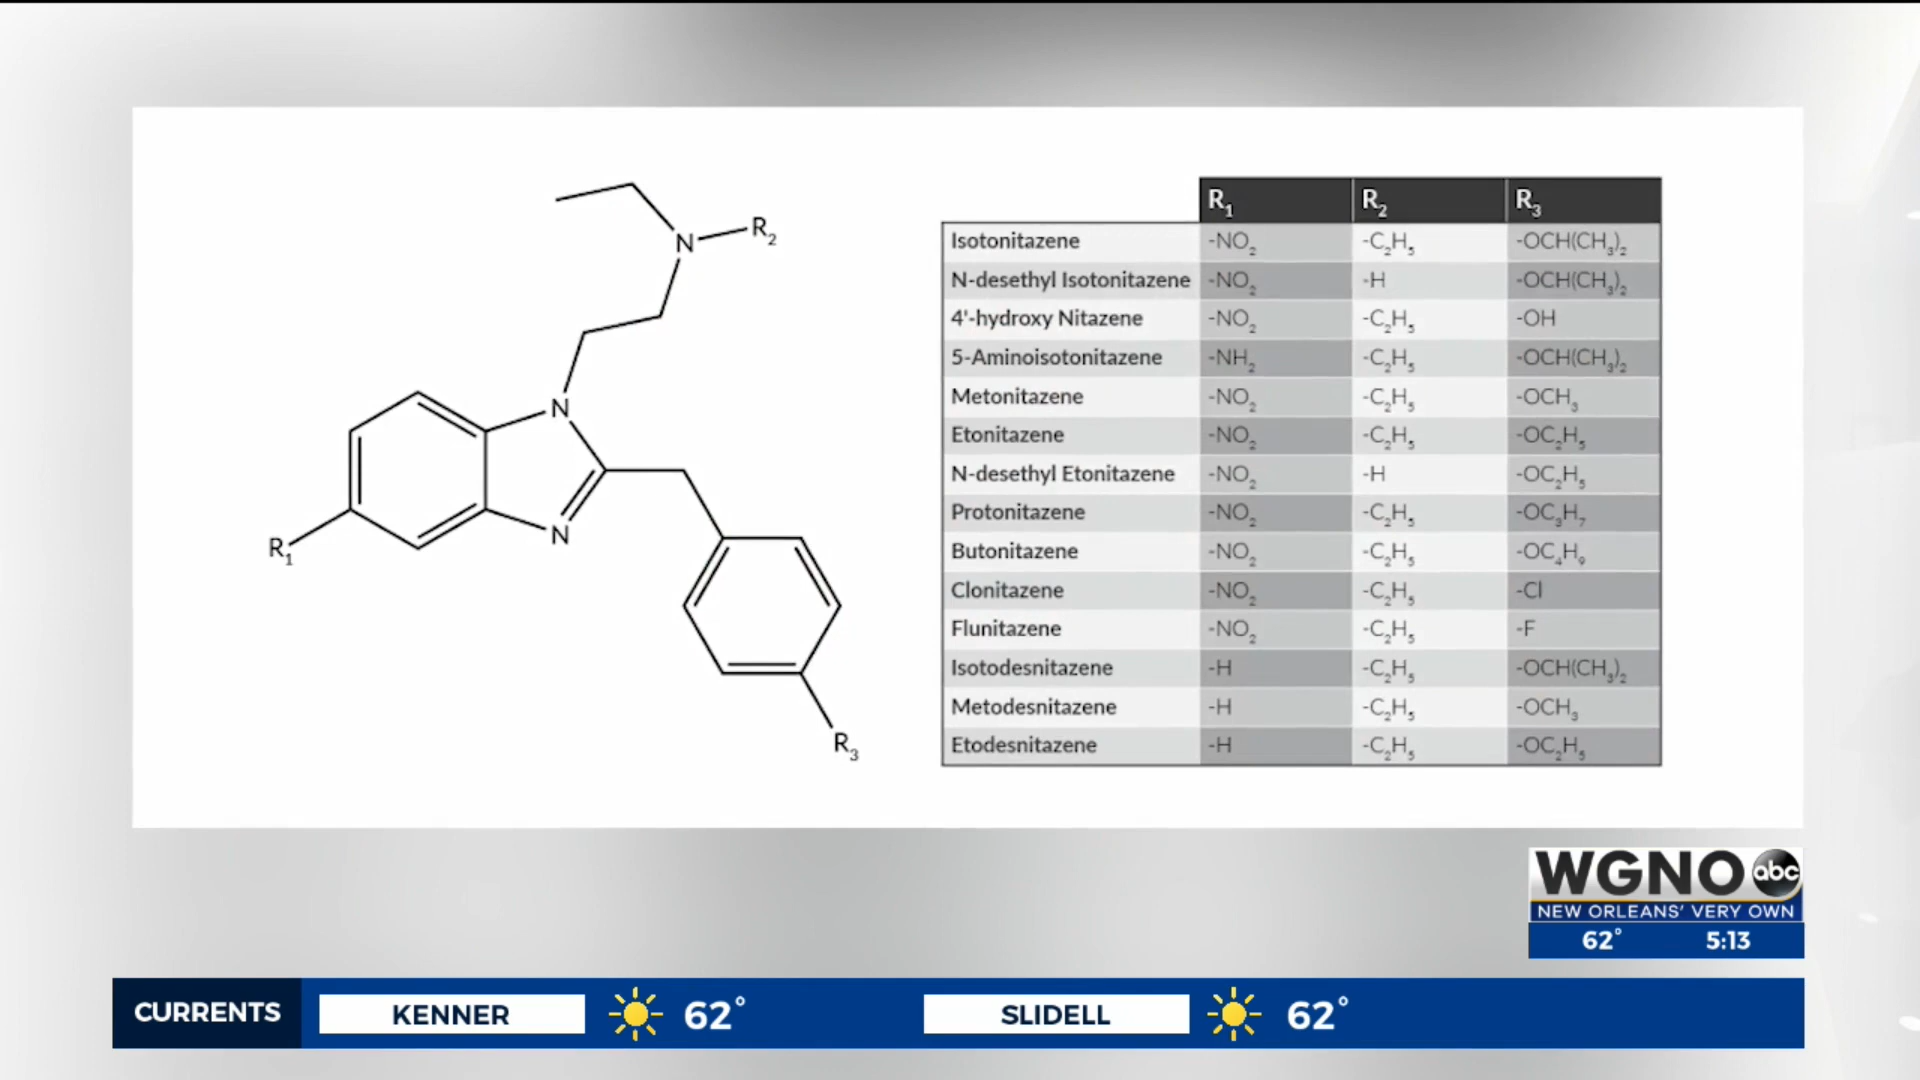 N R₂
N
N
R₁
R₃
R₁ R₂ R₃
Isotonitazene -NO₂ -C₂H₅ -OCH(CH₃)₂
N-desethyl Isotonitazene -NO₂ -H -OCH(CH₃)₂
4'-hydroxy Nitazene -NO₂ -C₂H₅ -OH
5-Aminoisotonitazene -NH₂ -C₂H₅ -OCH(CH₃)₂
Metonitazene -NO₂ -C₂H₅ -OCH₃
Etonitazene -NO₂ -C₂H₅ -OC₂H₅
N-desethyl Etonitazene -NO₂ -H -OC₂H₅
Protonitazene -NO₂ -C₂H₅ -OC₃H₇
Butonitazene -NO₂ -C₂H₅ -OC₄H₉
Clonitazene -NO₂ -C₂H₅ -Cl
Flunitazene -NO₂ -C₂H₅ -F
Isotodesnitazene -H -C₂H₅ -OCH(CH₃)₂
Metodesnitazene -H -C₂H₅ -OCH₃
Etodesnitazene -H -C₂H₅ -OC₂H₅
WGNO abc
NEW ORLEANS' VERY OWN
62° 5:13
CURRENTS KENNER 62° SLIDELL 62°